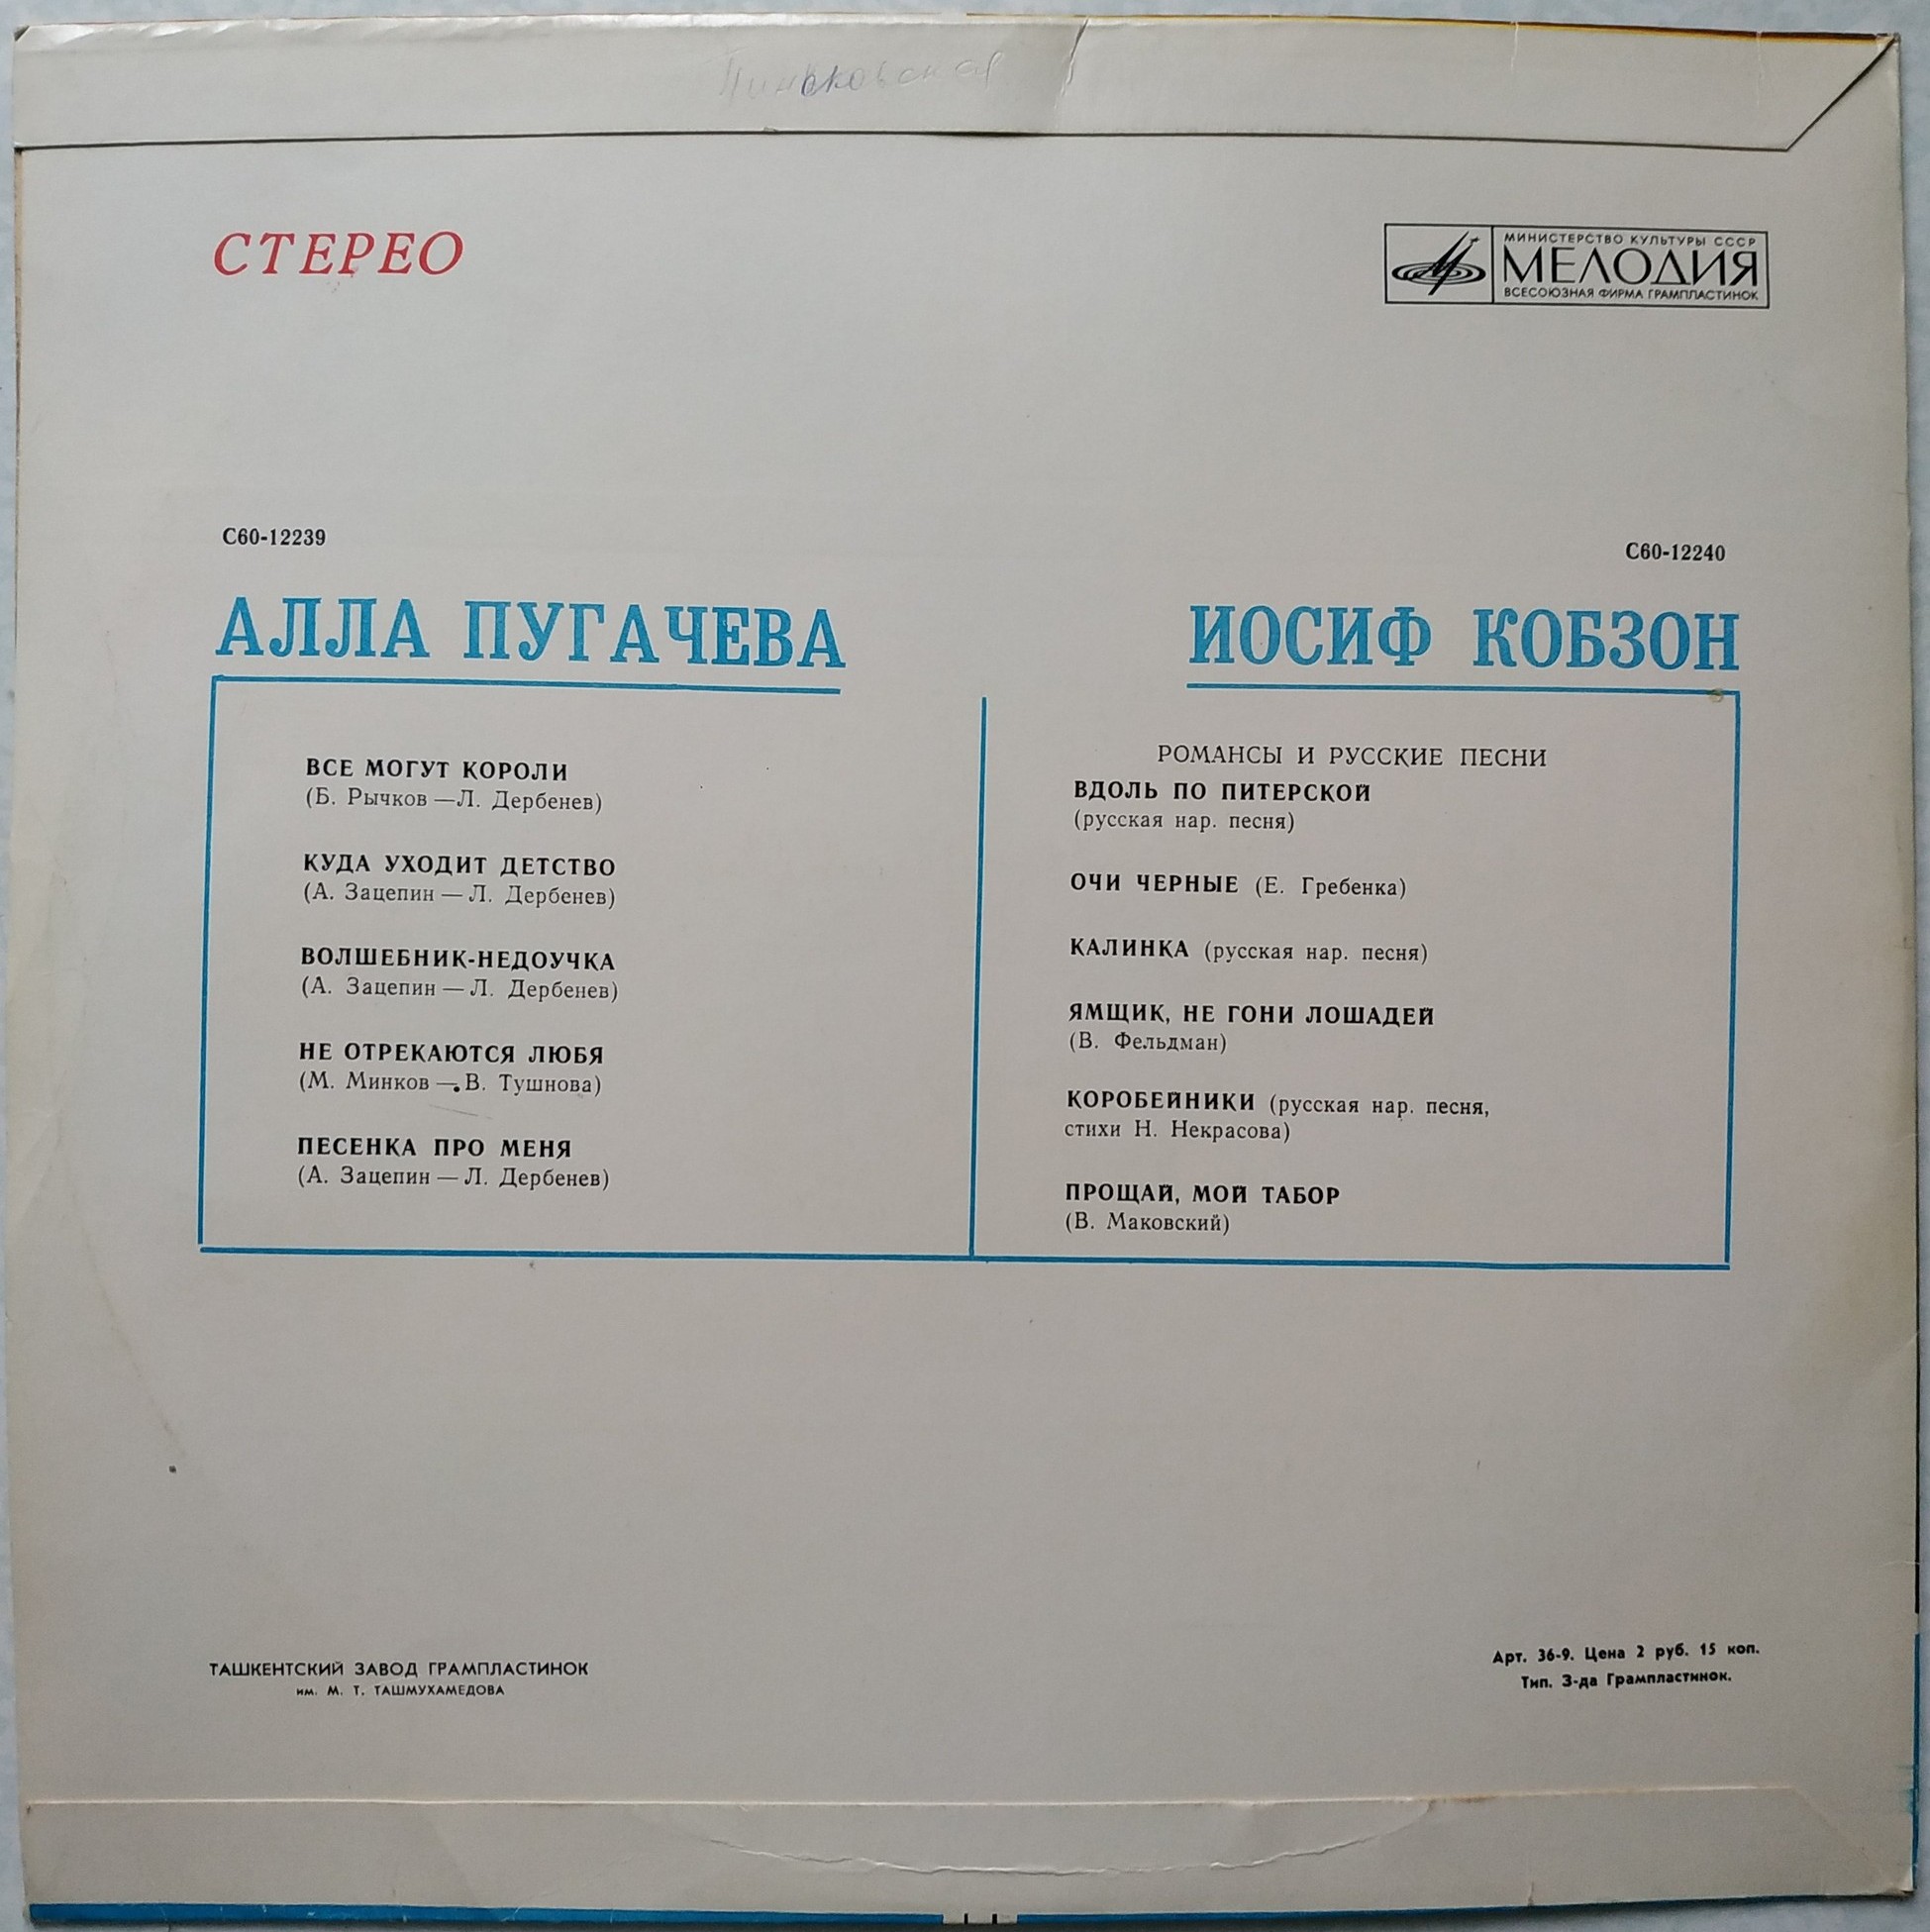 СТЕРЕО
МИНИСТЕРСТВО КУЛЬТУРЫ СССР
МЕЛОДИЯ
ВСЕСОЮЗНАЯ ФИРМА ГРАМПЛАСТИНОК
С60-12239
АЛЛА ПУГАЧЕВА
ВСЕ МОГУТ КОРОЛИ
(Б. Рычков — Л. Дербенев)
КУДА УХОДИТ ДЕТСТВО
(А. Зацепин — Л. Дербенев)
ВОЛШЕБНИК-НЕДОУЧКА
(А. Зацепин — Л. Дербенев)
НЕ ОТРЕКАЮТСЯ ЛЮБЯ
(М. Минков — В. Тушнова)
ПЕСЕНКА ПРО МЕНЯ
(А. Зацепин — Л. Дербенев)
С60-12240
ИОСИФ КОБЗОН
РОМАНСЫ И РУССКИЕ ПЕСНИ
ВДОЛЬ ПО ПИТЕРСКОЙ
(русская нар. песня)
ОЧИ ЧЕРНЫЕ (Е. Гребенка)
КАЛИНКА (русская нар. песня)
ЯМЩИК, НЕ ГОНИ ЛОШАДЕЙ
(В. Фельдман)
КОРОБЕЙНИКИ (русская нар. песня,
стихи Н. Некрасова)
ПРОЩАЙ, МОЙ ТАБОР
(В. Маковский)
ТАШКЕНТСКИЙ ЗАВОД ГРАМПЛАСТИНОК
им. М. Т. ТАШМУХАМЕДОВА
Арт. 36-9. Цена 2 руб. 15 коп.
Тип. З-да Грампластинок.